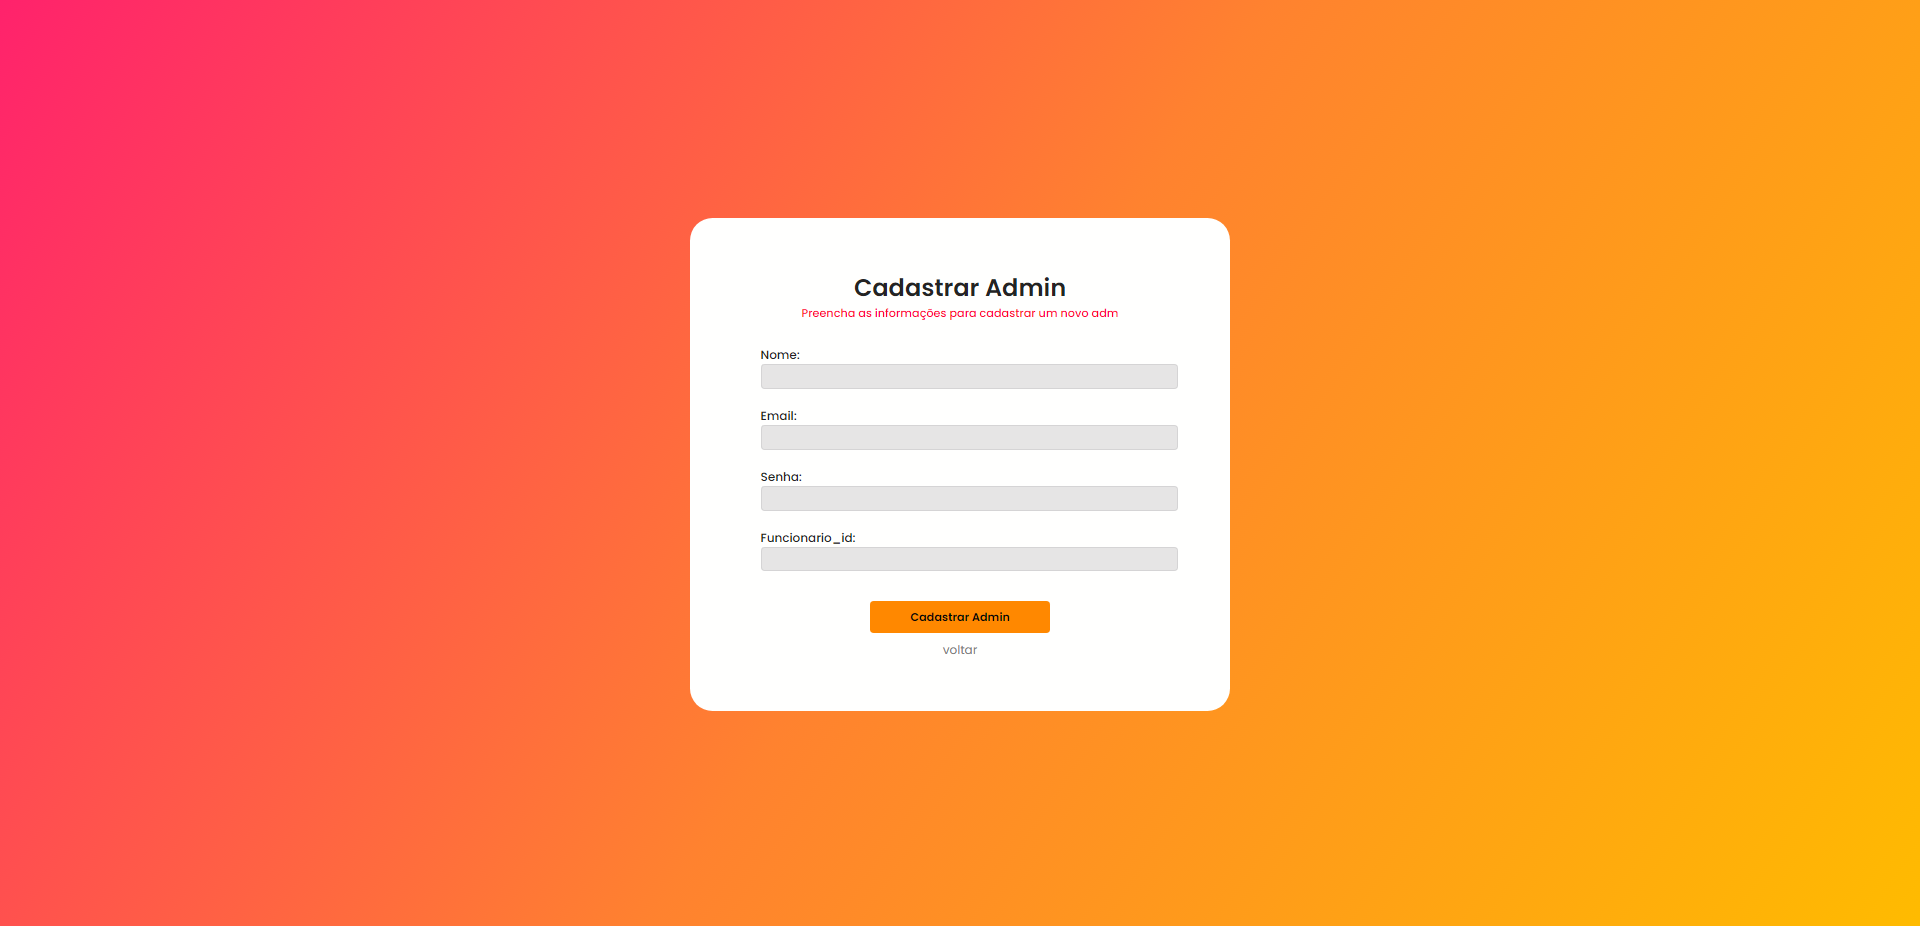 Cadastrar Admin
Preencha as informações para cadastrar um novo adm
Nome:
Email:
Senha:
Funcionario_id:
Cadastrar Admin
voltar